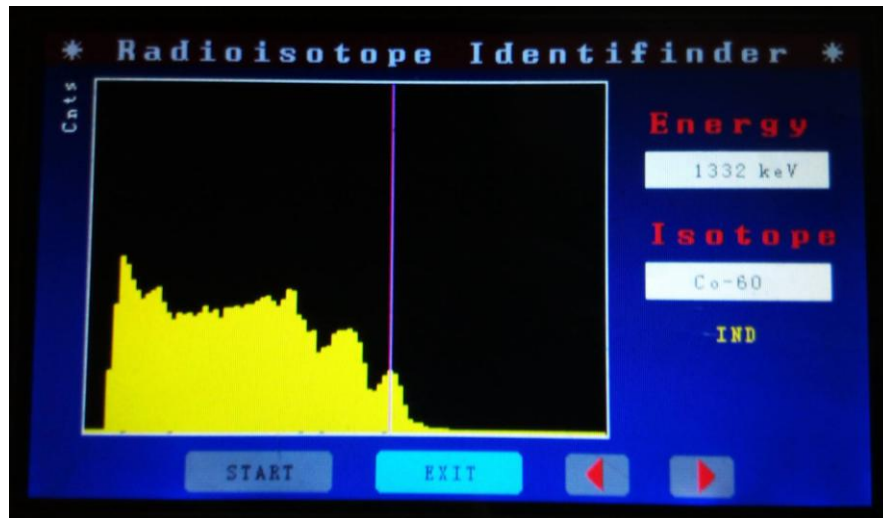 * Radioisotope Identifinder *
Cnts
Energy
1332 keV
Isotope
Co-60
IND
START
EXIT